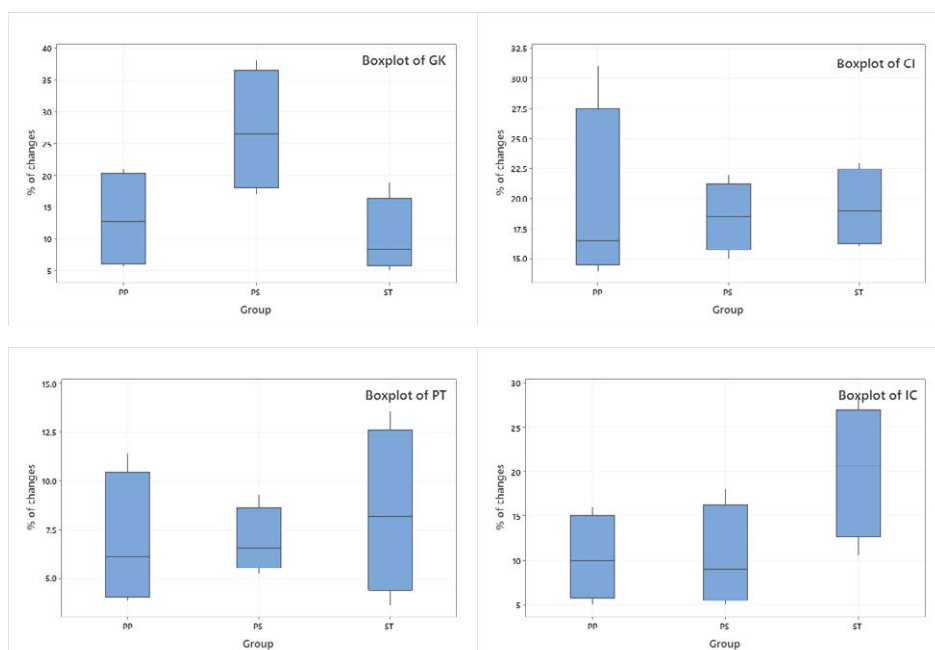 Boxplot of GK
% of changes
40
35
30
25
20
15
10
5
PP PS ST
Group
Boxplot of CI
% of changes
32.5
30.0
27.5
25.0
22.5
20.0
17.5
15.0
PP PS ST
Group
Boxplot of PT
% of changes
15.0
12.5
10.0
7.5
5.0
PP PS ST
Group
Boxplot of IC
% of changes
30
25
20
15
10
5
PP PS ST
Group